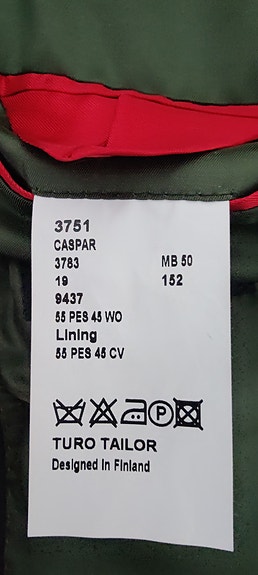 3751
CASPAR
3783 MB 50
19 152
9437
55 PES 45 WO
Lining
55 PES 45 CV
P
TURO TAILOR
Designed In Finland